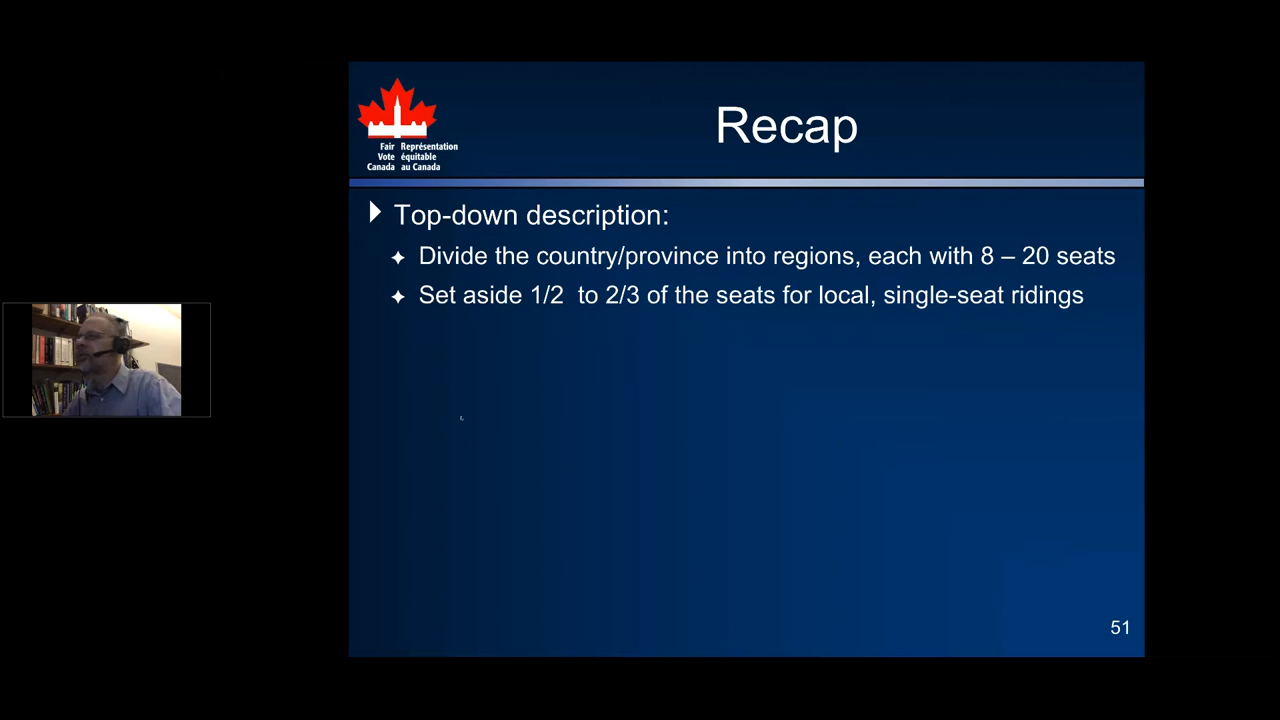 Recap
Fair Représentation
Vote équitable
Canada au Canada
Top-down description:
Divide the country/province into regions, each with 8 – 20 seats
Set aside 1/2 to 2/3 of the seats for local, single-seat ridings
51